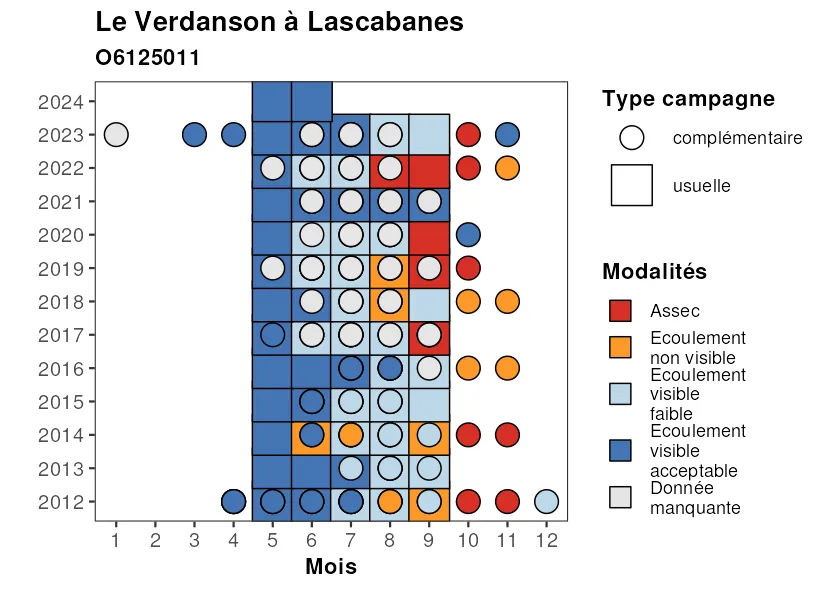 Le Verdanson à Lascabanes
O6125011
2024
2023
2022
2021
2020
2019
2018
2017
2016
2015
2014
2013
2012
1 2 3 4 5 6 7 8 9 10 11 12
Mois
Type campagne
complémentaire
usuelle
Modalités
Assec
Ecoulement
non visible
Ecoulement
visible
faible
Ecoulement
visible
acceptable
Donnée
manquante